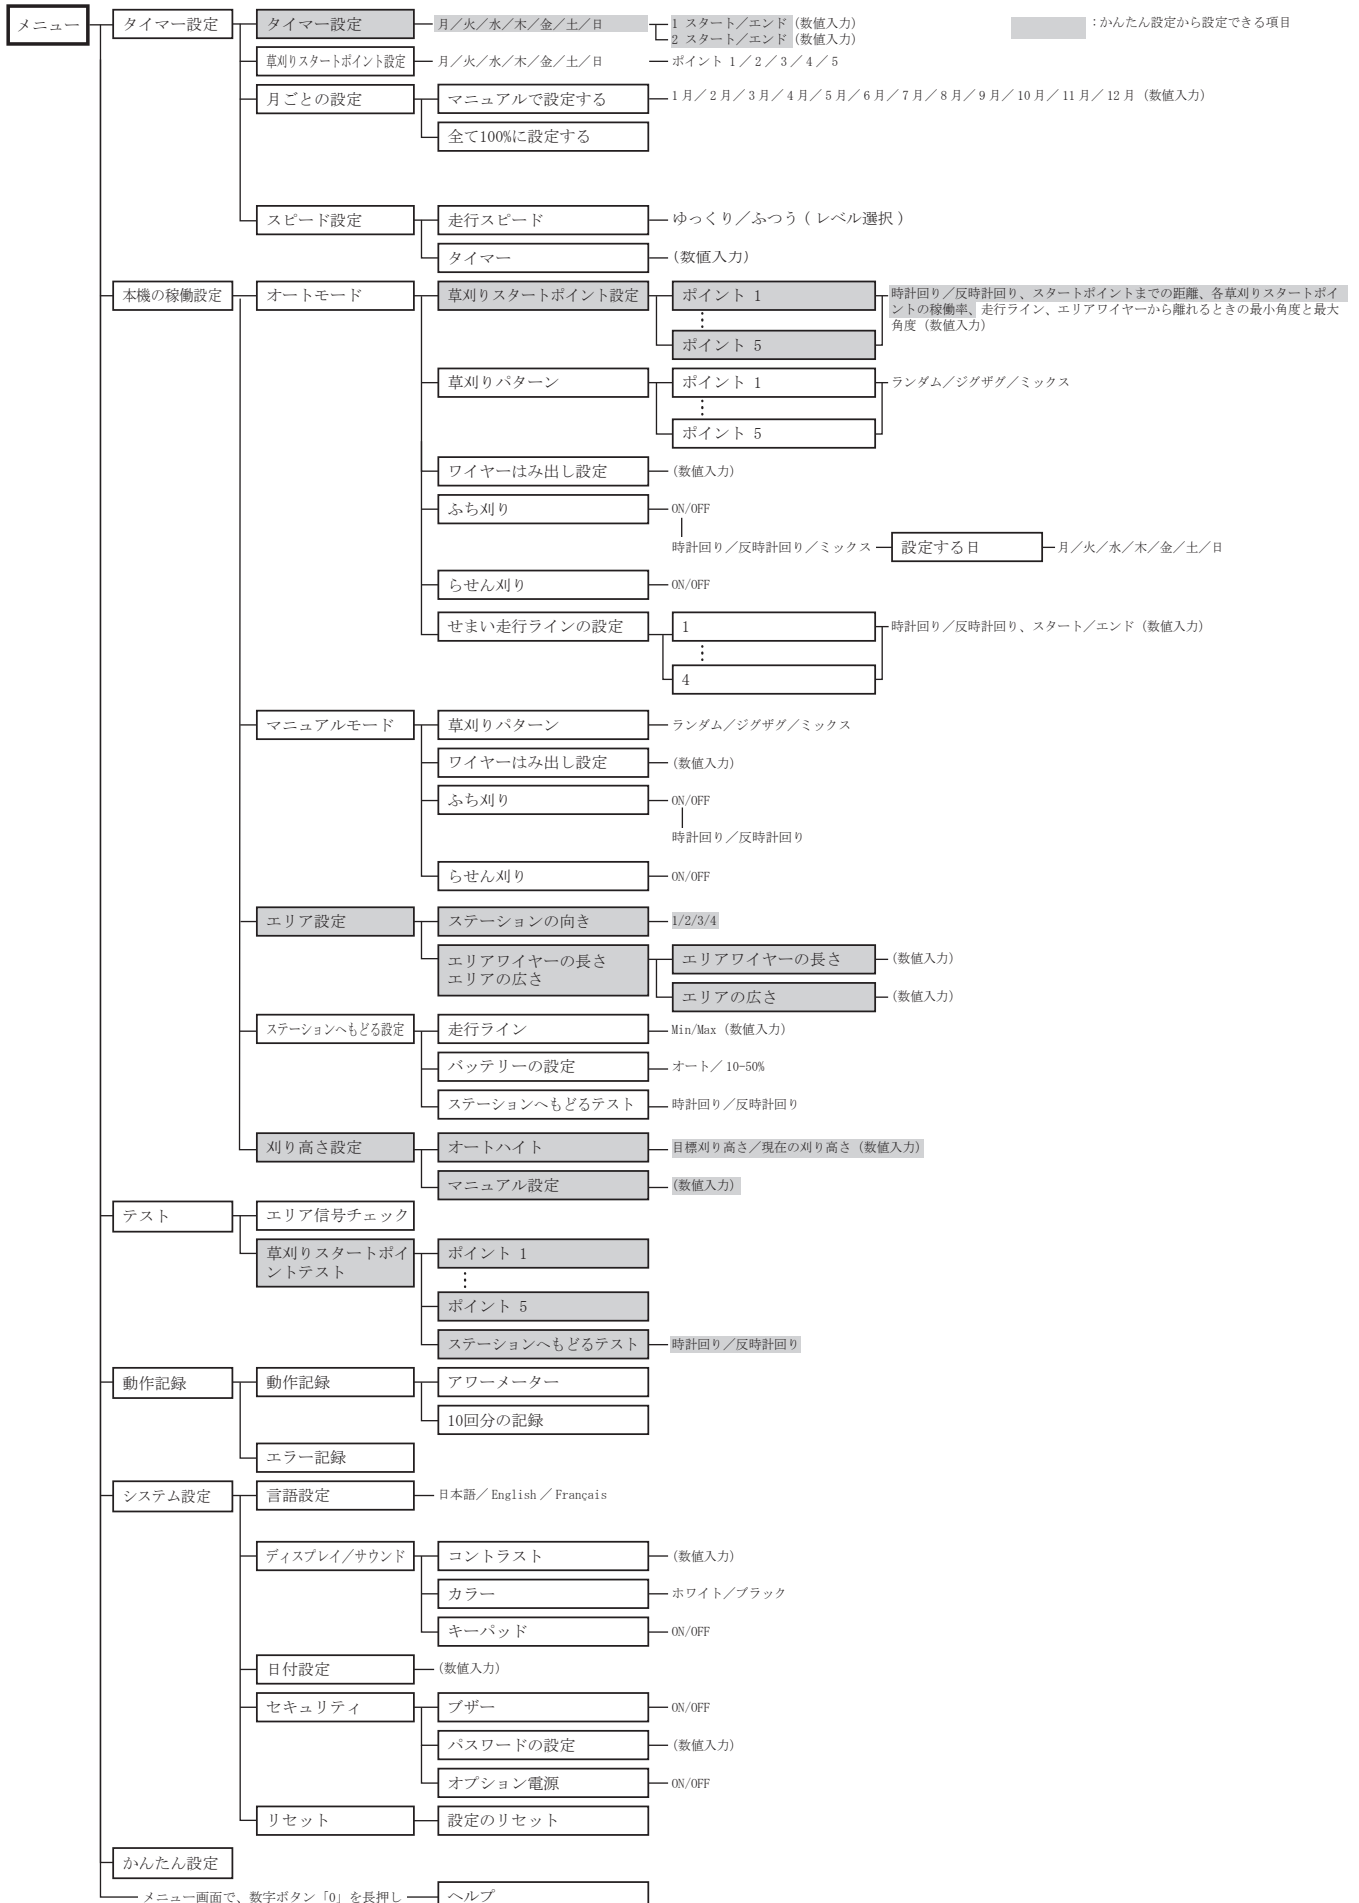 メニュー
タイマー設定
タイマー設定
月／火／水／木／金／土／日
1 スタート／エンド (数値入力)
2 スタート／エンド (数値入力)
：かんたん設定から設定できる項目
草刈りスタートポイント設定
月／火／水／木／金／土／日
ポイント 1／2／3／4／5
月ごとの設定
マニュアルで設定する
1月／2月／3月／4月／5月／6月／7月／8月／9月／10月／11月／12月 (数値入力)
全て100%に設定する
スピード設定
走行スピード
ゆっくり／ふつう ( レベル選択 )
タイマー
(数値入力)
本機の稼働設定
オートモード
草刈りスタートポイント設定
ポイント 1
ポイント 5
時計回り／反時計回り、スタートポイントまでの距離、各草刈りスタートポイ
ントの稼働率、走行ライン、エリアワイヤーから離れるときの最小角度と最大
角度 (数値入力)
草刈りパターン
ポイント 1
ポイント 5
ランダム／ジグザグ／ミックス
ワイヤーはみ出し設定
(数値入力)
ふち刈り
ON/OFF
時計回り／反時計回り／ミックス
設定する日
月／火／水／木／金／土／日
らせん刈り
ON/OFF
せまい走行ラインの設定
1
4
時計回り／反時計回り、スタート／エンド (数値入力)
マニュアルモード
草刈りパターン
ランダム／ジグザグ／ミックス
ワイヤーはみ出し設定
(数値入力)
ふち刈り
ON/OFF
時計回り／反時計回り
らせん刈り
ON/OFF
エリア設定
ステーションの向き
1/2/3/4
エリアワイヤーの長さ
エリアの広さ
エリアワイヤーの長さ
(数値入力)
エリアの広さ
(数値入力)
ステーションへもどる設定
走行ライン
Min/Max (数値入力)
バッテリーの設定
オート／10-50%
ステーションへもどるテスト
時計回り／反時計回り
刈り高さ設定
オートハイト
目標刈り高さ／現在の刈り高さ (数値入力)
マニュアル設定
(数値入力)
テスト
エリア信号チェック
草刈りスタートポイ
ントテスト
ポイント 1
ポイント 5
ステーションへもどるテスト
時計回り／反時計回り
動作記録
動作記録
アワーメーター
10回分の記録
エラー記録
システム設定
言語設定
日本語／English／Français
ディスプレイ／サウンド
コントラスト
(数値入力)
カラー
ホワイト／ブラック
キーパッド
ON/OFF
日付設定
(数値入力)
セキュリティ
ブザー
ON/OFF
パスワードの設定
(数値入力)
オプション電源
ON/OFF
リセット
設定のリセット
かんたん設定
メニュー画面で、数字ボタン「0」を長押し
ヘルプ